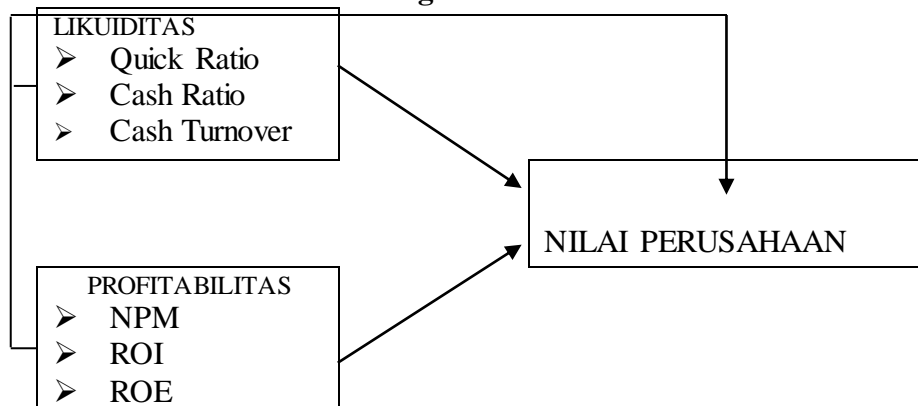 LIKUIDITAS
➢ Quick Ratio
➢ Cash Ratio
➢ Cash Turnover
NILAI PERUSAHAAN
PROFITABILITAS
➢ NPM
➢ ROI
➢ ROE